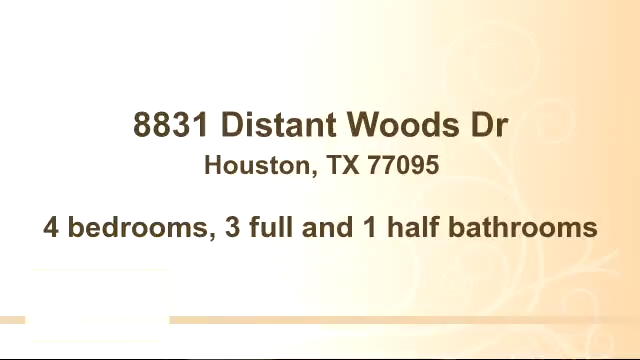 8831 Distant Woods Dr
Houston, TX 77095
4 bedrooms, 3 full and 1 half bathrooms